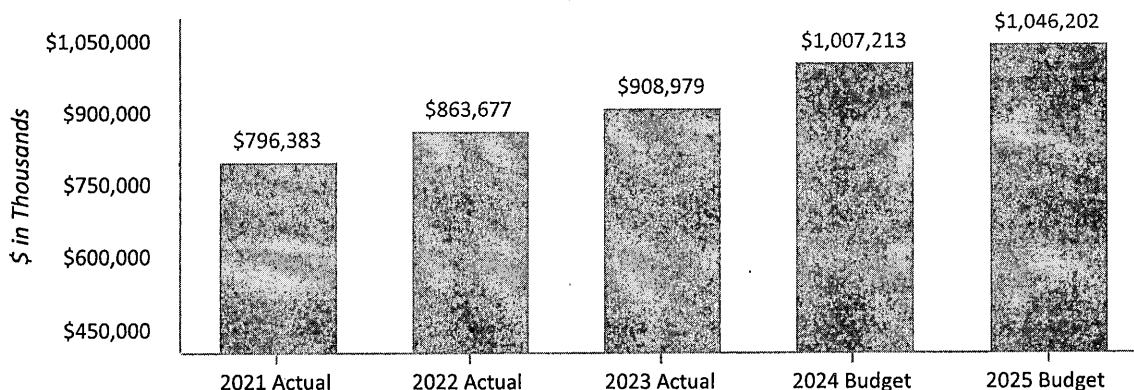 $ in Thousands
$1,050,000
$900,000
$750,000
$600,000
$450,000
$796,383
$863,677
$908,979
$1,007,213
$1,046,202
2021 Actual
2022 Actual
2023 Actual
2024 Budget
2025 Budget